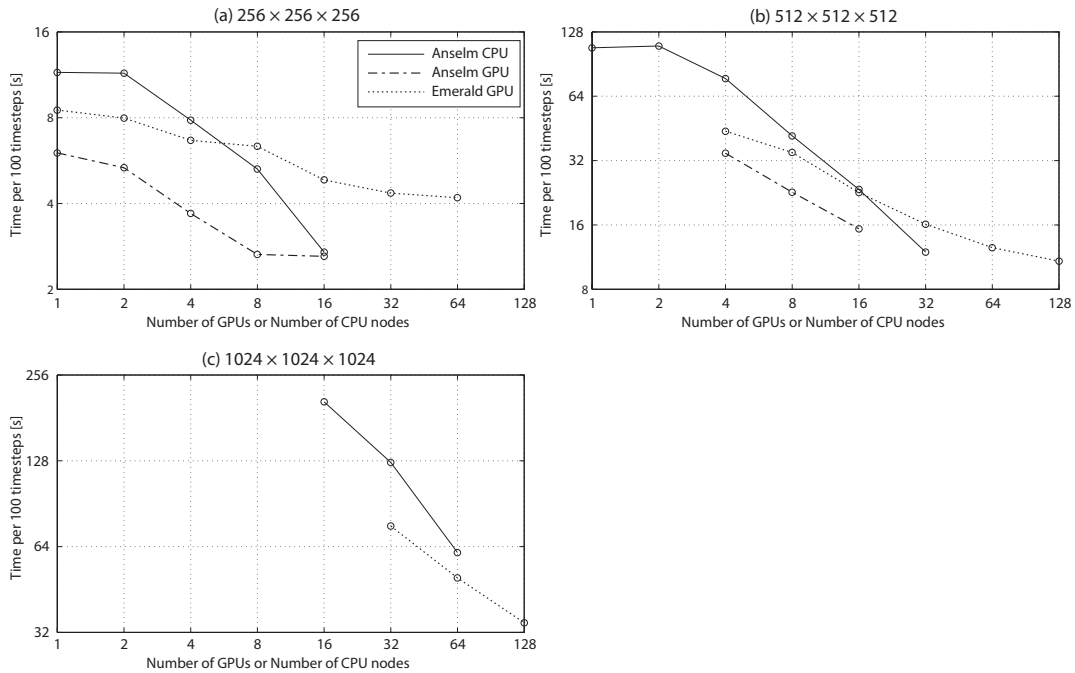 (a) 256 × 256 × 256
Time per 100 timesteps [s]
16
8
4
2
1 2 4 8 16 32 64 128
Number of GPUs or Number of CPU nodes
Anselm CPU
Anselm GPU
Emerald GPU
(b) 512 × 512 × 512
Time per 100 timesteps [s]
128
64
32
16
8
1 2 4 8 16 32 64 128
Number of GPUs or Number of CPU nodes
(c) 1024 × 1024 × 1024
Time per 100 timesteps [s]
256
128
64
32
1 2 4 8 16 32 64 128
Number of GPUs or Number of CPU nodes